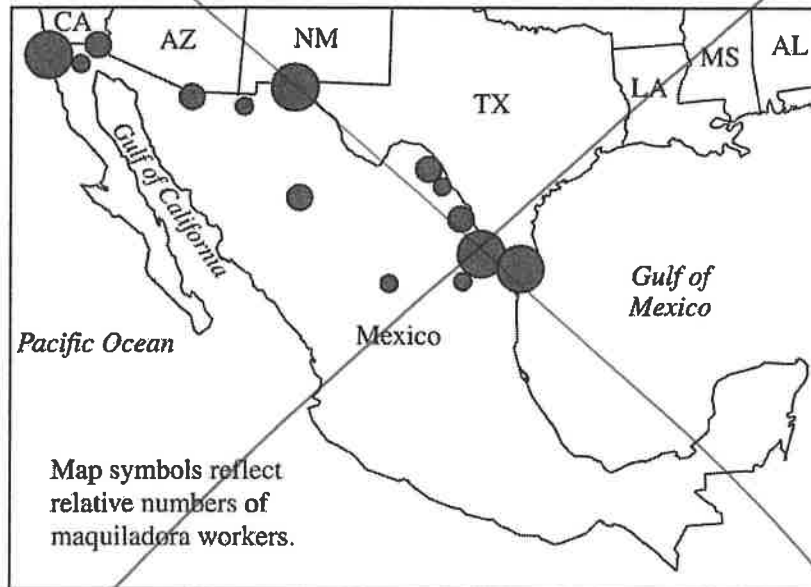 CA
AZ
NM
TX
LA
MS
AL
Gulf of California
Gulf of
Mexico
Pacific Ocean
Mexico
Map symbols reflect
relative numbers of
maquiladora workers.